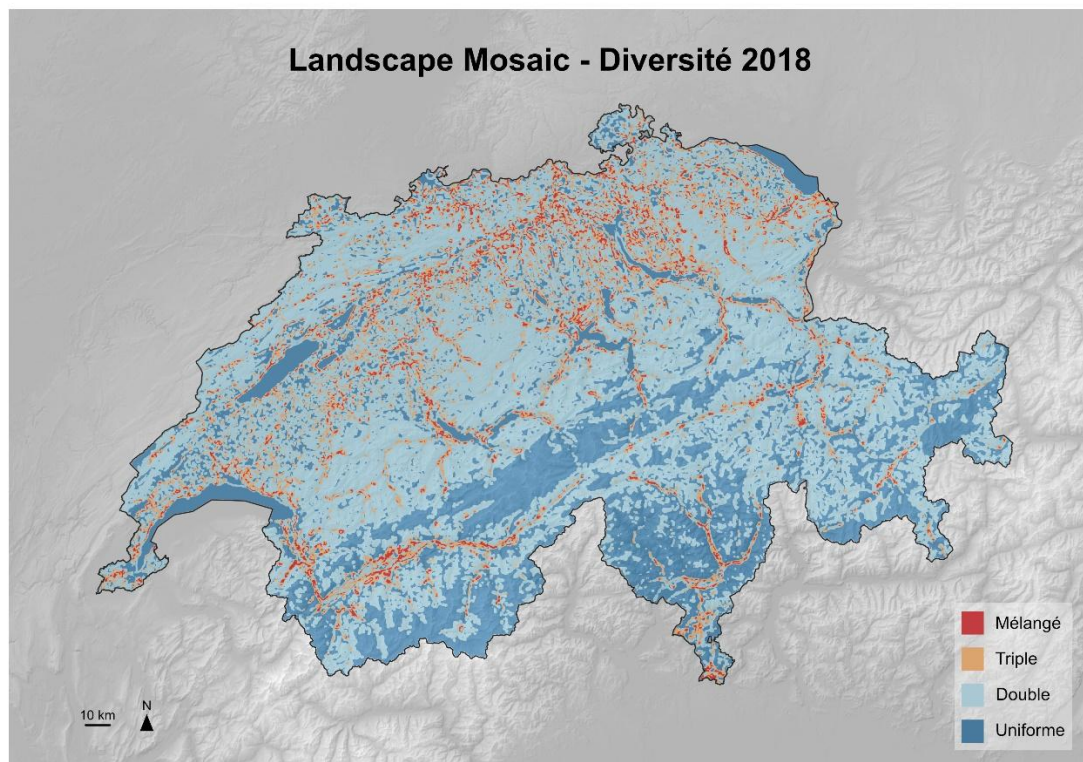 Landscape Mosaic - Diversité 2018
10 km
N
Mélangé
Triple
Double
Uniforme